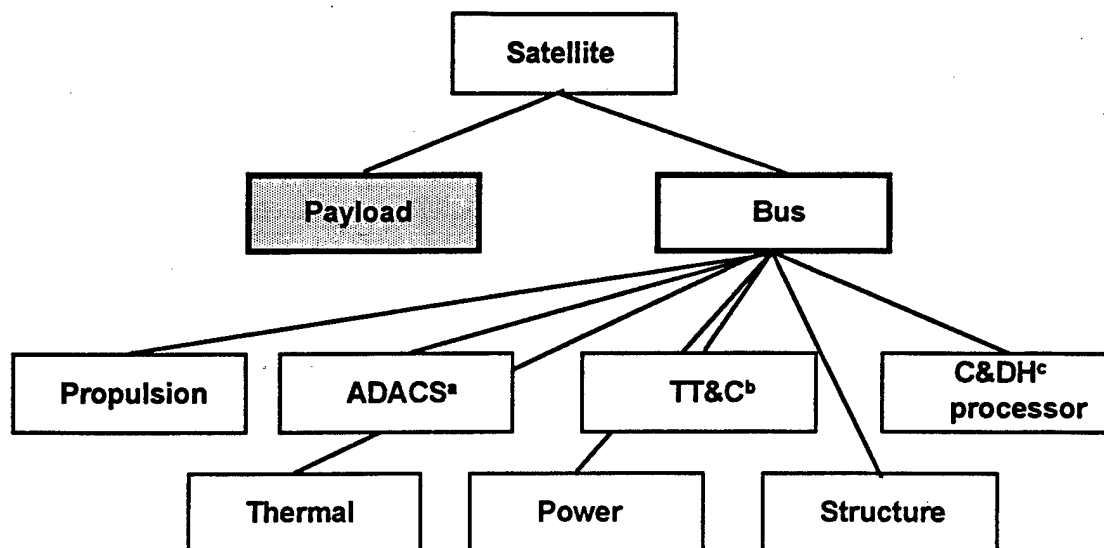 Satellite
Payload
Bus
Propulsion
ADACSᵃ
TT&Cᵇ
C&DHᶜ
processor
Thermal
Power
Structure